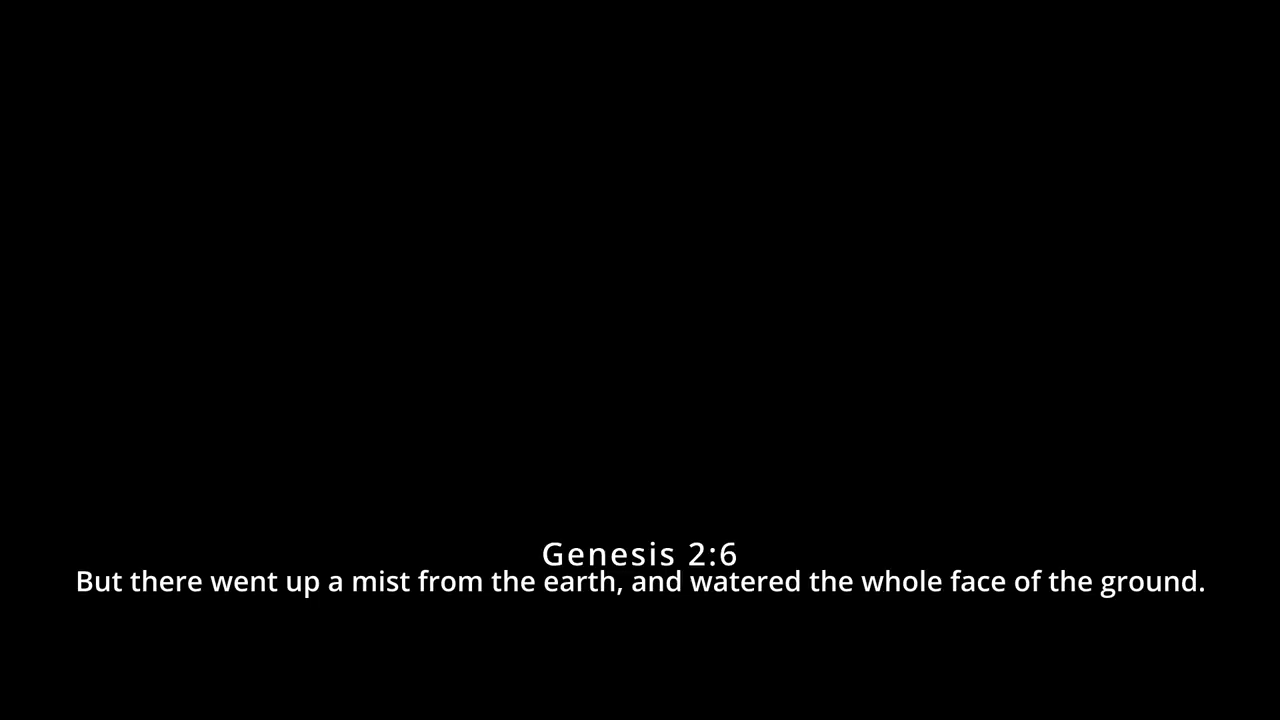 Genesis 2:6
But there went up a mist from the earth, and watered the whole face of the ground.